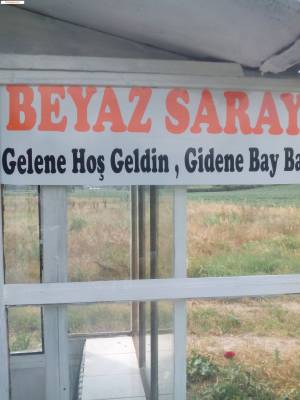 BEYAZ SARAY
Gelene Hoş Geldin , Gidene Bay Ba